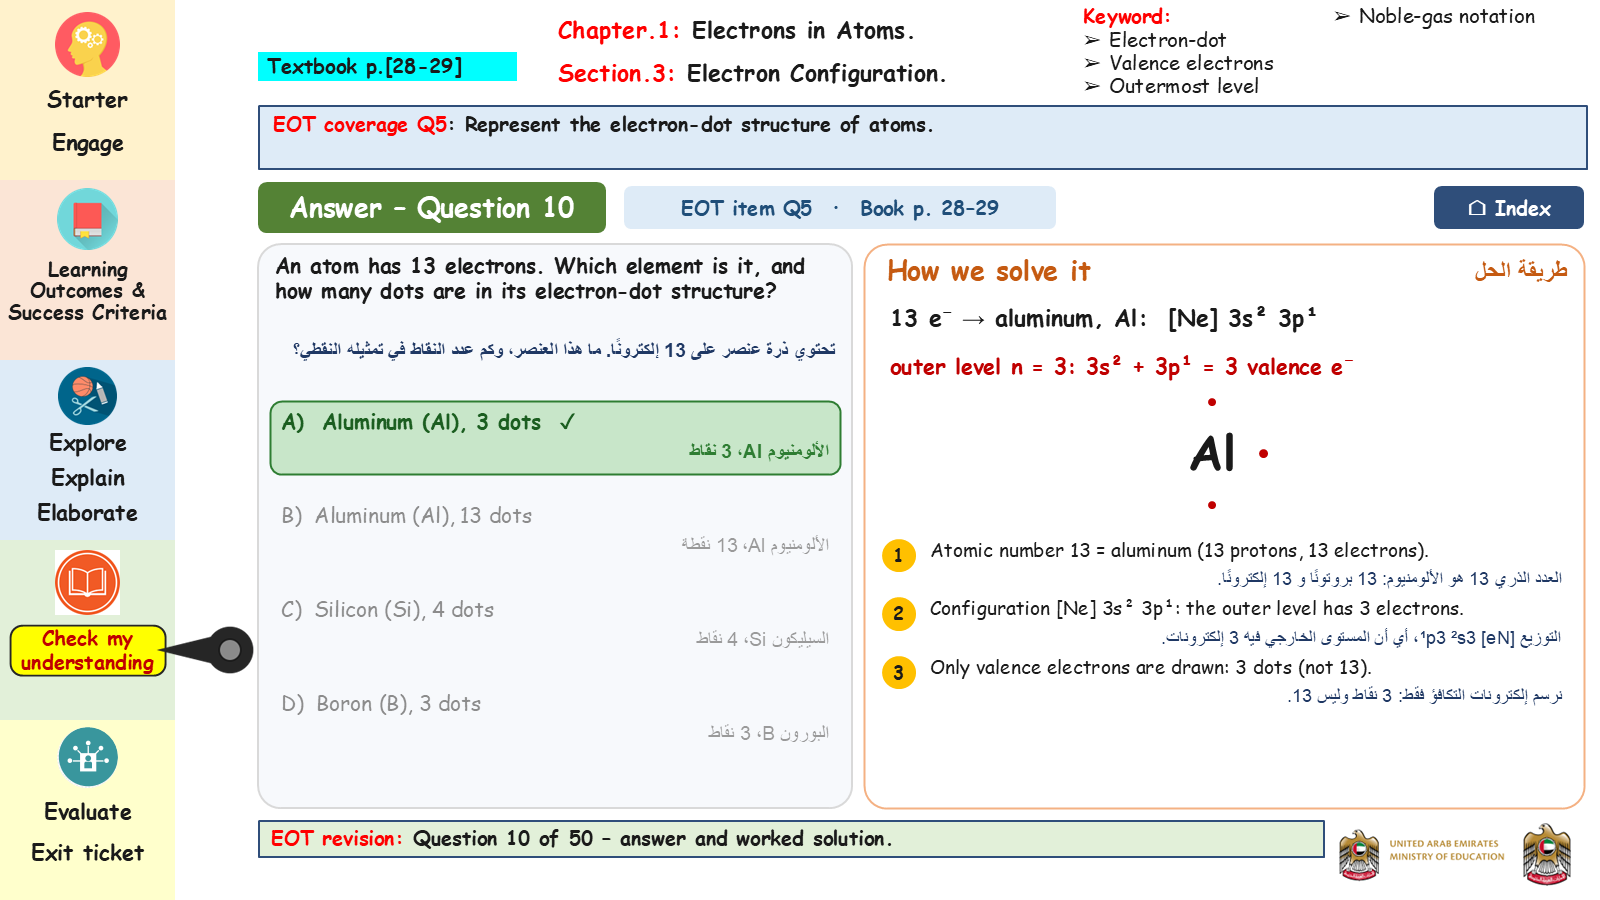 Starter
Engage
Learning
Outcomes &
Success Criteria
Explore
Explain
Elaborate
Check my
understanding
Evaluate
Exit ticket
Textbook p.[28-29]
Chapter.1: Electrons in Atoms.
Section.3: Electron Configuration.
Keyword:
➢ Electron-dot
➢ Valence electrons
➢ Outermost level
➢ Noble-gas notation
EOT coverage Q5: Represent the electron-dot structure of atoms.
Answer – Question 10
EOT item Q5 · Book p. 28–29
Index
An atom has 13 electrons. Which element is it, and
how many dots are in its electron-dot structure?
تحتوي ذرة عنصر على 13 إلكترونًا. ما هذا العنصر، وكم عدد النقاط في تمثيله النقطي؟
A) Aluminum (Al), 3 dots ✓
الألومنيوم Al، 3 نقاط
B) Aluminum (Al), 13 dots
الألومنيوم Al، 13 نقطة
C) Silicon (Si), 4 dots
السيليكون Si، 4 نقاط
D) Boron (B), 3 dots
البورون B، 3 نقاط
How we solve it
طريقة الحل
13 e⁻ → aluminum, Al: [Ne] 3s² 3p¹
outer level n = 3: 3s² + 3p¹ = 3 valence e⁻
Al
1 Atomic number 13 = aluminum (13 protons, 13 electrons).
العدد الذري 13 هو الألومنيوم: 13 بروتونًا و 13 إلكترونًا.
2 Configuration [Ne] 3s² 3p¹: the outer level has 3 electrons.
التوزيع [eN] 3s² 3p¹، أي أن المستوى الخارجي فيه 3 إلكترونات.
3 Only valence electrons are drawn: 3 dots (not 13).
نرسم إلكترونات التكافؤ فقط: 3 نقاط وليس 13.
EOT revision: Question 10 of 50 – answer and worked solution.
UNITED ARAB EMIRATES
MINISTRY OF EDUCATION